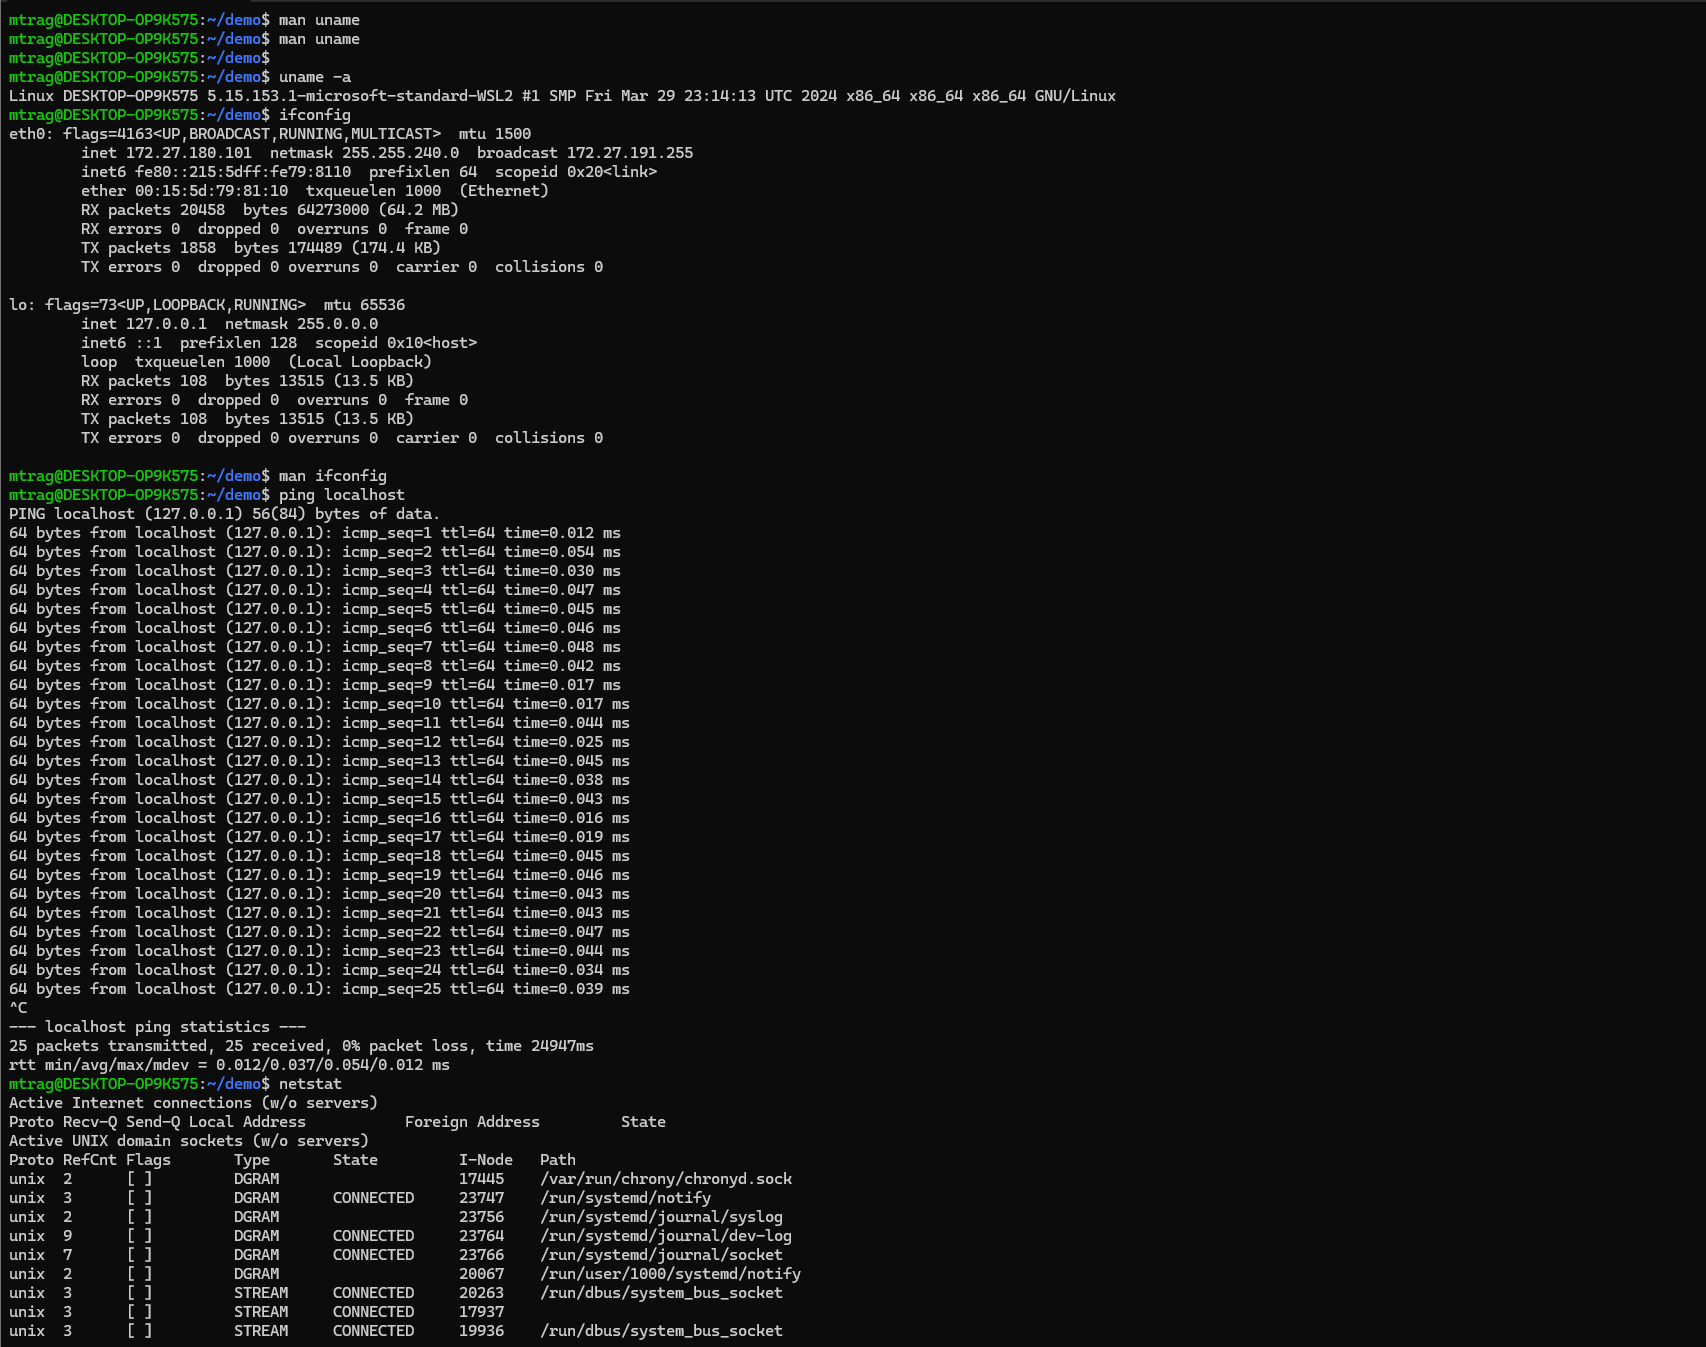 mtrag@DESKTOP-OP9K575:~/demo$ man uname
mtrag@DESKTOP-OP9K575:~/demo$ man uname
mtrag@DESKTOP-OP9K575:~/demo$
mtrag@DESKTOP-OP9K575:~/demo$ uname -a
Linux DESKTOP-OP9K575 5.15.153.1-microsoft-standard-WSL2 #1 SMP Fri Mar 29 23:14:13 UTC 2024 x86_64 x86_64 x86_64 GNU/Linux
mtrag@DESKTOP-OP9K575:~/demo$ ifconfig
eth0: flags=4163<UP,BROADCAST,RUNNING,MULTICAST>  mtu 1500
        inet 172.27.180.101  netmask 255.255.240.0  broadcast 172.27.191.255
        inet6 fe80::215:5dff:fe79:8110  prefixlen 64  scopeid 0x20<link>
        ether 00:15:5d:79:81:10  txqueuelen 1000  (Ethernet)
        RX packets 20458  bytes 64273000 (64.2 MB)
        RX errors 0  dropped 0  overruns 0  frame 0
        TX packets 1858  bytes 174489 (174.4 KB)
        TX errors 0  dropped 0 overruns 0  carrier 0  collisions 0

lo: flags=73<UP,LOOPBACK,RUNNING>  mtu 65536
        inet 127.0.0.1  netmask 255.0.0.0
        inet6 ::1  prefixlen 128  scopeid 0x10<host>
        loop  txqueuelen 1000  (Local Loopback)
        RX packets 108  bytes 13515 (13.5 KB)
        RX errors 0  dropped 0  overruns 0  frame 0
        TX packets 108  bytes 13515 (13.5 KB)
        TX errors 0  dropped 0 overruns 0  carrier 0  collisions 0

mtrag@DESKTOP-OP9K575:~/demo$ man ifconfig
mtrag@DESKTOP-OP9K575:~/demo$ ping localhost
PING localhost (127.0.0.1) 56(84) bytes of data.
64 bytes from localhost (127.0.0.1): icmp_seq=1 ttl=64 time=0.012 ms
64 bytes from localhost (127.0.0.1): icmp_seq=2 ttl=64 time=0.054 ms
64 bytes from localhost (127.0.0.1): icmp_seq=3 ttl=64 time=0.030 ms
64 bytes from localhost (127.0.0.1): icmp_seq=4 ttl=64 time=0.047 ms
64 bytes from localhost (127.0.0.1): icmp_seq=5 ttl=64 time=0.045 ms
64 bytes from localhost (127.0.0.1): icmp_seq=6 ttl=64 time=0.046 ms
64 bytes from localhost (127.0.0.1): icmp_seq=7 ttl=64 time=0.048 ms
64 bytes from localhost (127.0.0.1): icmp_seq=8 ttl=64 time=0.042 ms
64 bytes from localhost (127.0.0.1): icmp_seq=9 ttl=64 time=0.017 ms
64 bytes from localhost (127.0.0.1): icmp_seq=10 ttl=64 time=0.017 ms
64 bytes from localhost (127.0.0.1): icmp_seq=11 ttl=64 time=0.044 ms
64 bytes from localhost (127.0.0.1): icmp_seq=12 ttl=64 time=0.025 ms
64 bytes from localhost (127.0.0.1): icmp_seq=13 ttl=64 time=0.045 ms
64 bytes from localhost (127.0.0.1): icmp_seq=14 ttl=64 time=0.038 ms
64 bytes from localhost (127.0.0.1): icmp_seq=15 ttl=64 time=0.043 ms
64 bytes from localhost (127.0.0.1): icmp_seq=16 ttl=64 time=0.016 ms
64 bytes from localhost (127.0.0.1): icmp_seq=17 ttl=64 time=0.019 ms
64 bytes from localhost (127.0.0.1): icmp_seq=18 ttl=64 time=0.045 ms
64 bytes from localhost (127.0.0.1): icmp_seq=19 ttl=64 time=0.046 ms
64 bytes from localhost (127.0.0.1): icmp_seq=20 ttl=64 time=0.043 ms
64 bytes from localhost (127.0.0.1): icmp_seq=21 ttl=64 time=0.043 ms
64 bytes from localhost (127.0.0.1): icmp_seq=22 ttl=64 time=0.047 ms
64 bytes from localhost (127.0.0.1): icmp_seq=23 ttl=64 time=0.044 ms
64 bytes from localhost (127.0.0.1): icmp_seq=24 ttl=64 time=0.034 ms
64 bytes from localhost (127.0.0.1): icmp_seq=25 ttl=64 time=0.039 ms
^C
--- localhost ping statistics ---
25 packets transmitted, 25 received, 0% packet loss, time 24947ms
rtt min/avg/max/mdev = 0.012/0.037/0.054/0.012 ms
mtrag@DESKTOP-OP9K575:~/demo$ netstat
Active Internet connections (w/o servers)
Proto Recv-Q Send-Q Local Address           Foreign Address         State
Active UNIX domain sockets (w/o servers)
Proto RefCnt Flags       Type       State         I-Node   Path
unix  2      [ ]         DGRAM                    17445    /var/run/chrony/chronyd.sock
unix  3      [ ]         DGRAM      CONNECTED     23747    /run/systemd/notify
unix  2      [ ]         DGRAM                    23756    /run/systemd/journal/syslog
unix  9      [ ]         DGRAM      CONNECTED     23764    /run/systemd/journal/dev-log
unix  7      [ ]         DGRAM      CONNECTED     23766    /run/systemd/journal/socket
unix  2      [ ]         DGRAM                    20067    /run/user/1000/systemd/notify
unix  3      [ ]         STREAM     CONNECTED     20263    /run/dbus/system_bus_socket
unix  3      [ ]         STREAM     CONNECTED     17937
unix  3      [ ]         STREAM     CONNECTED     19936    /run/dbus/system_bus_socket